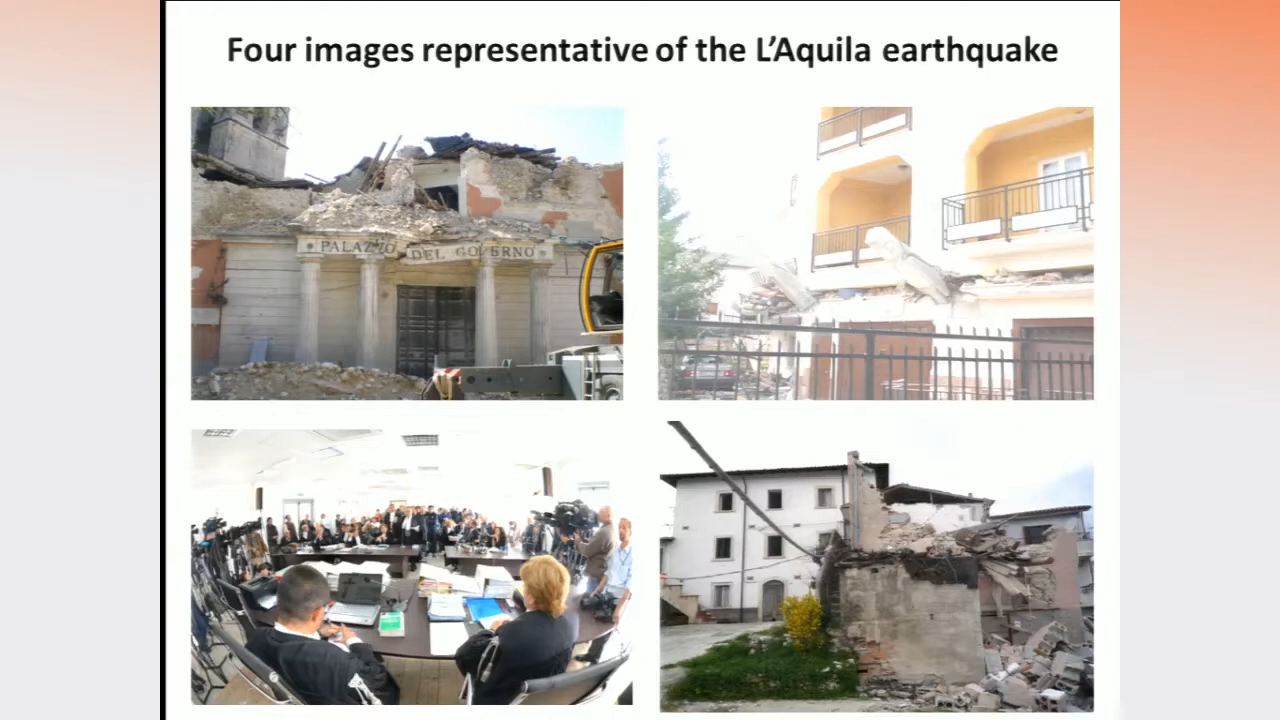 Four images representative of the L’Aquila earthquake
PALAZZO DEL GOVERNO